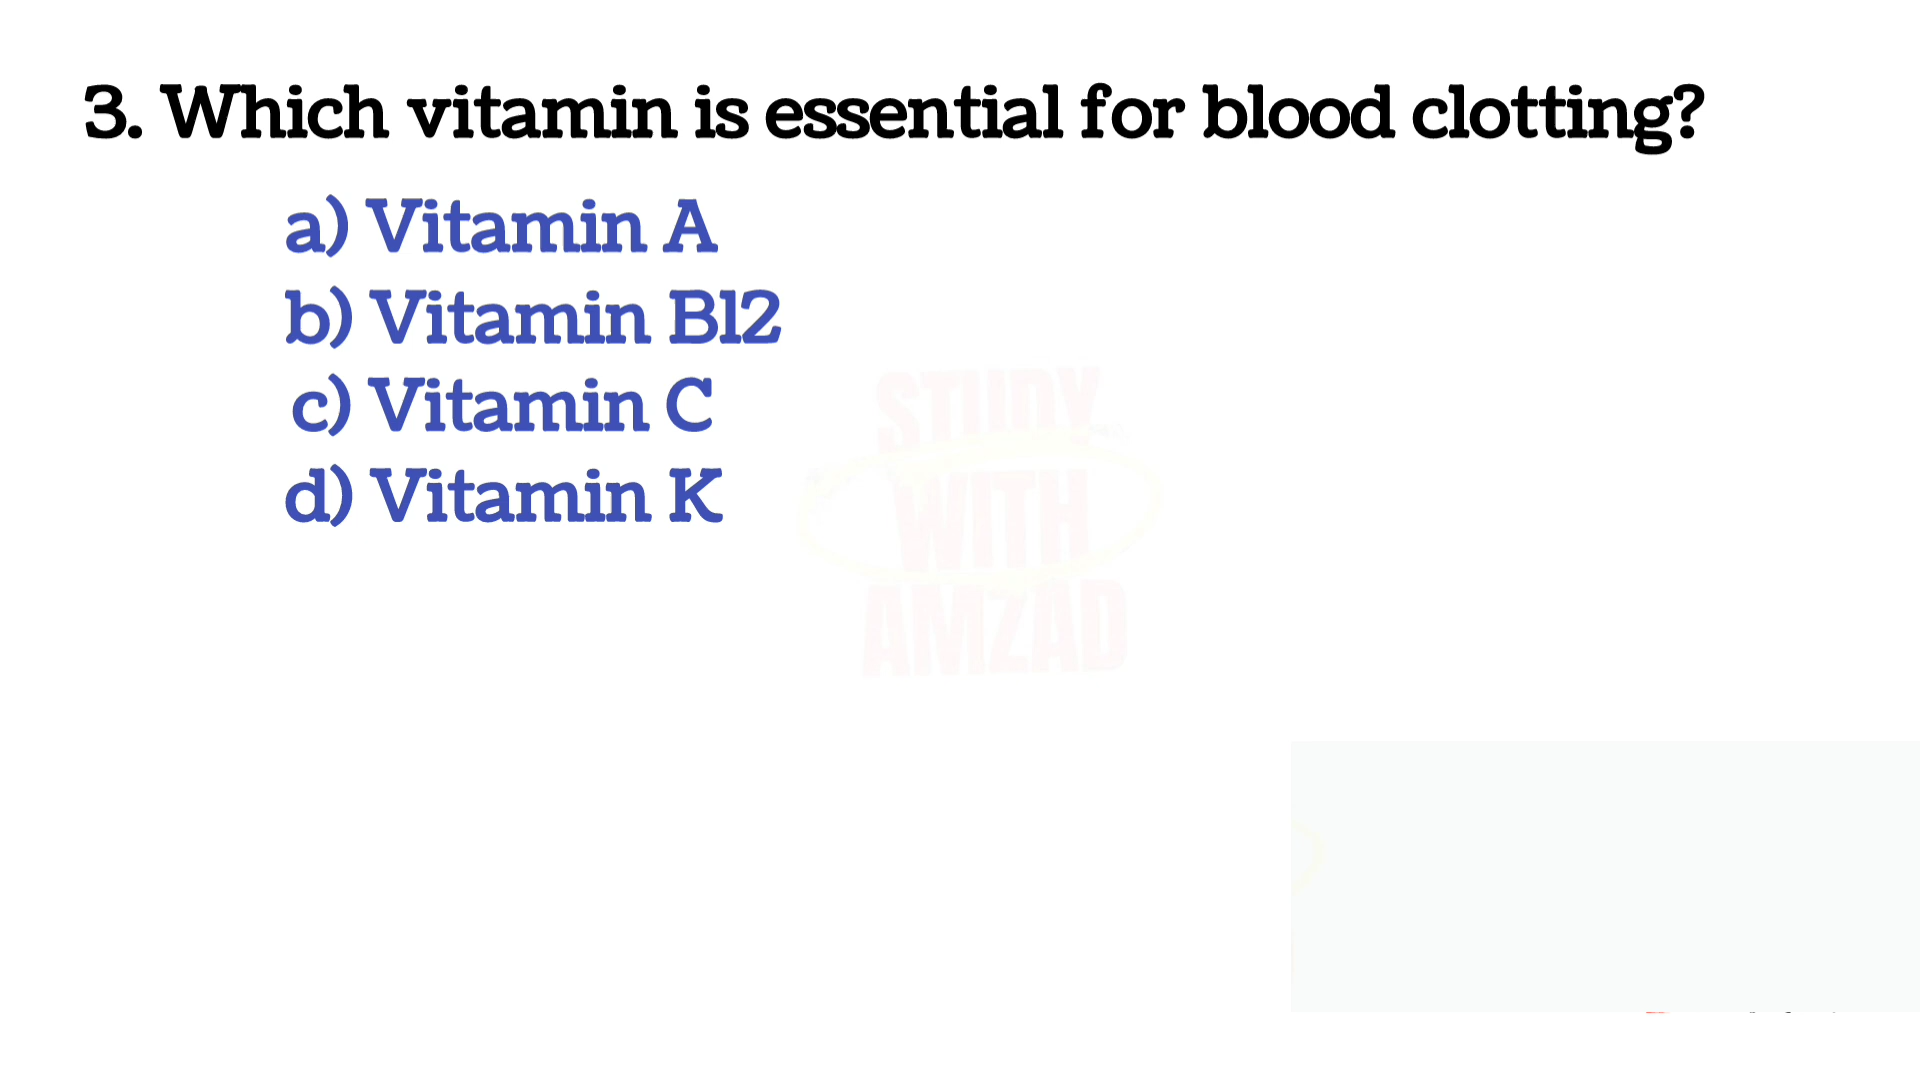 3. Which vitamin is essential for blood clotting?
a) Vitamin A
b) Vitamin B12
c) Vitamin C
d) Vitamin K
STUDY
WITH
AMZAD